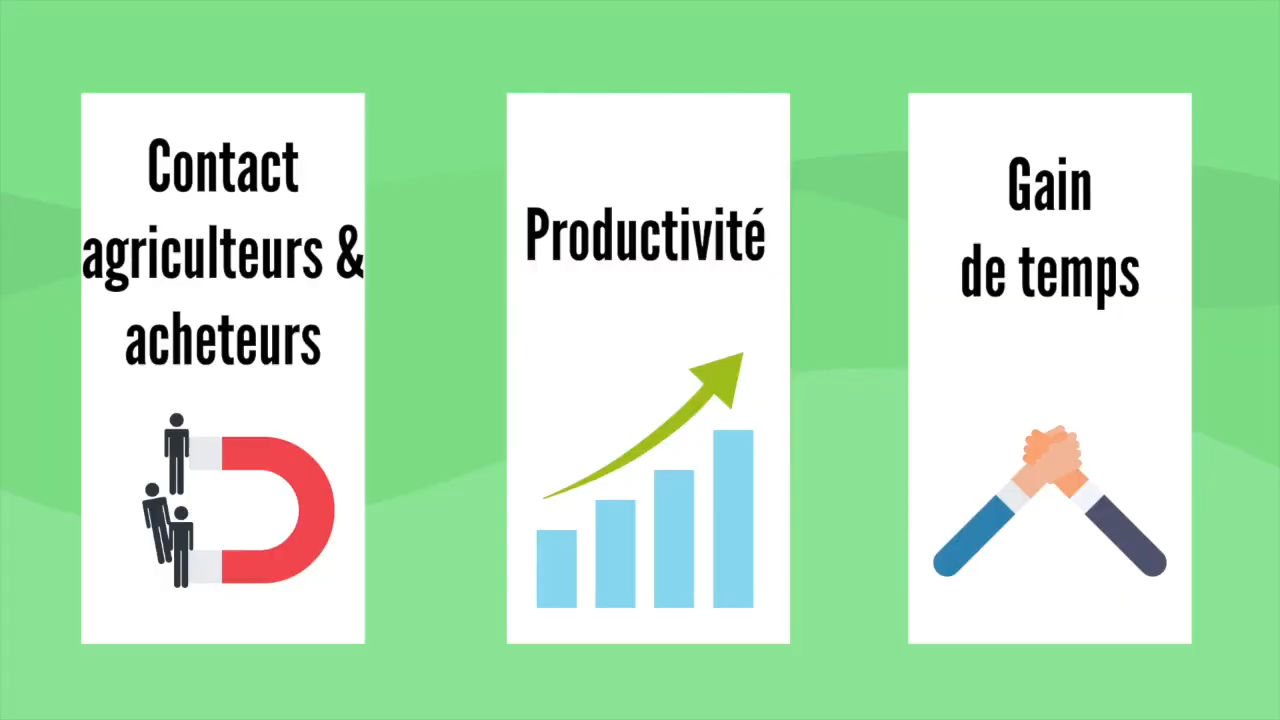 Contact
agriculteurs &
acheteurs
Productivité
Gain
de temps